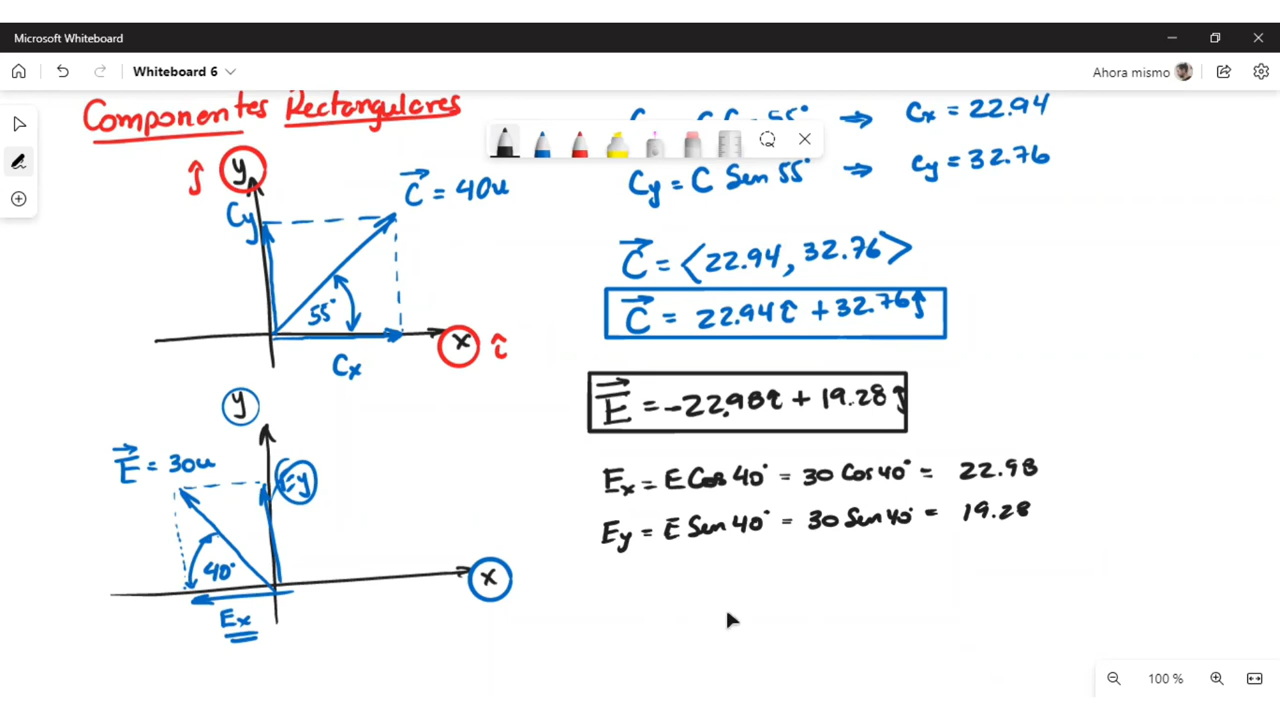 Microsoft Whiteboard
Whiteboard 6
Ahora mismo
Componentes Rectangulares
ĵ
y
Cy
C⃗ = 40u
55°
x
î
Cx
55° ⇒ Cx = 22.94
Cy = C Sen 55° ⇒ Cy = 32.76
C⃗ = ⟨22.94, 32.76⟩
C⃗ = 22.94î + 32.76ĵ
E⃗ = -22.98î + 19.28ĵ
Ex = E Cos 40° = 30 Cos 40° = 22.98
Ey = E Sen 40° = 30 Sen 40° = 19.28
y
E⃗ = 30u
Ey
40°
x
Ex
100 %